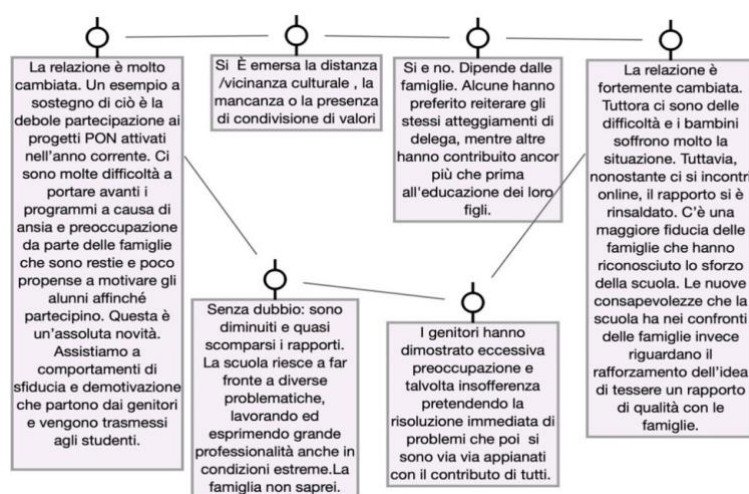 La relazione è molto
cambiata. Un esempio a
sostegno di ciò è la
debole partecipazione ai
progetti PON attivati
nell'anno corrente. Ci
sono molte difficoltà a
portare avanti i
programmi a causa di
ansia e preoccupazione
da parte delle famiglie
che sono restie e poco
propense a motivare gli
alunni affinché
partecipino. Questa è
un'assoluta novità.
Assistiamo a
comportamenti di
sfiducia e demotivazione
che partono dai genitori
e vengono trasmessi
agli studenti.
Si È emersa la distanza
/vicinanza culturale , la
mancanza o la presenza
di condivisione di valori
Si e no. Dipende dalle
famiglie. Alcune hanno
preferito reiterare gli
stessi atteggiamenti di
delega, mentre altre
hanno contribuito ancor
più che prima
all'educazione dei loro
figli.
La relazione è
fortemente cambiata.
Tuttora ci sono delle
difficoltà e i bambini
soffrono molto la
situazione. Tuttavia,
nonostante ci si incontri
online, il rapporto si è
rinsaldato. C'è una
maggiore fiducia delle
famiglie che hanno
riconosciuto lo sforzo
della scuola. Le nuove
consapevolezze che la
scuola ha nei confronti
delle famiglie invece
riguardano il
rafforzamento dell'idea
di tessere un rapporto
di qualità con le
famiglie.
Senza dubbio: sono
diminuiti e quasi
scomparsi i rapporti.
La scuola riesce a far
fronte a diverse
problematiche,
lavorando ed
esprimendo grande
professionalità anche in
condizioni estreme.La
famiglia non saprei.
I genitori hanno
dimostrato eccessiva
preoccupazione e
talvolta insofferenza
pretendendo la
risoluzione immediata di
problemi che poi si
sono via via appianati
con il contributo di tutti.